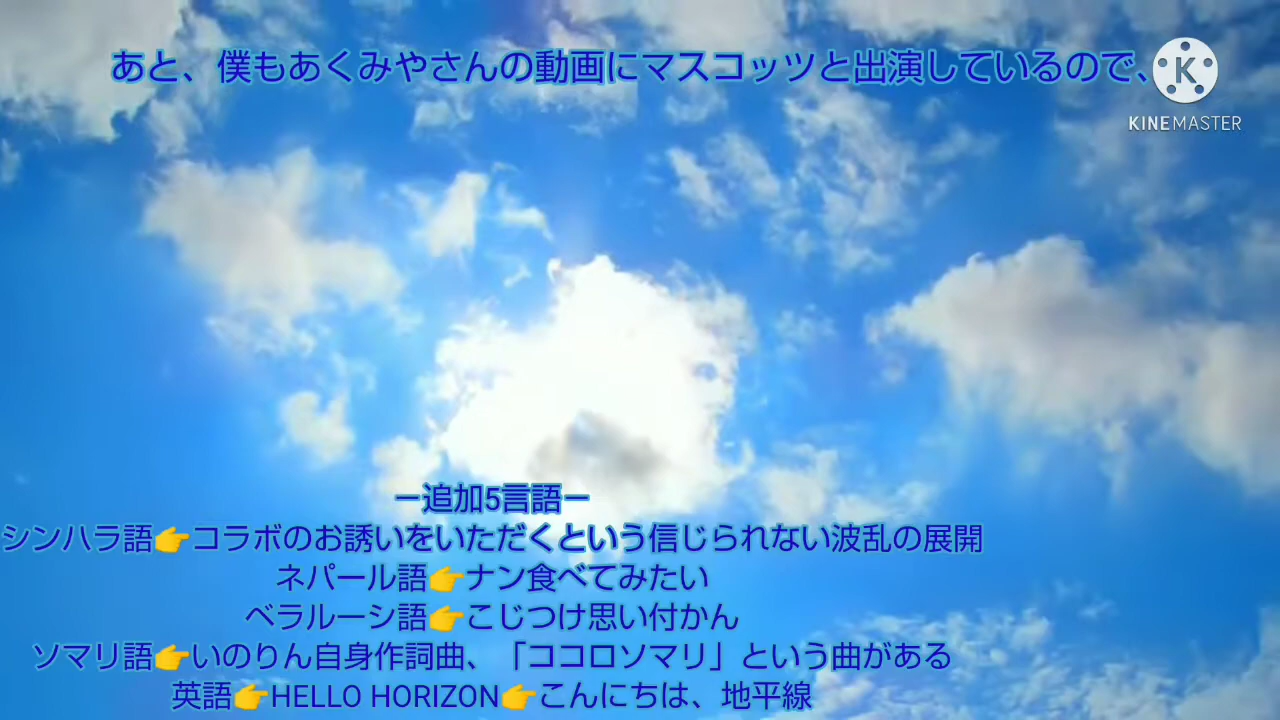 あと、僕もあくみやさんの動画にマスコッツと出演しているので、
KINEMASTER
ー追加5言語ー
シンハラ語👉コラボのお誘いをいただくという信じられない波乱の展開
ネパール語👉ナン食べてみたい
ベラルーシ語👉こじつけ思い付かん
ソマリ語👉いのりん自身作詞曲、「ココロソマリ」という曲がある
英語👉HELLO HORIZON👉こんにちは、地平線